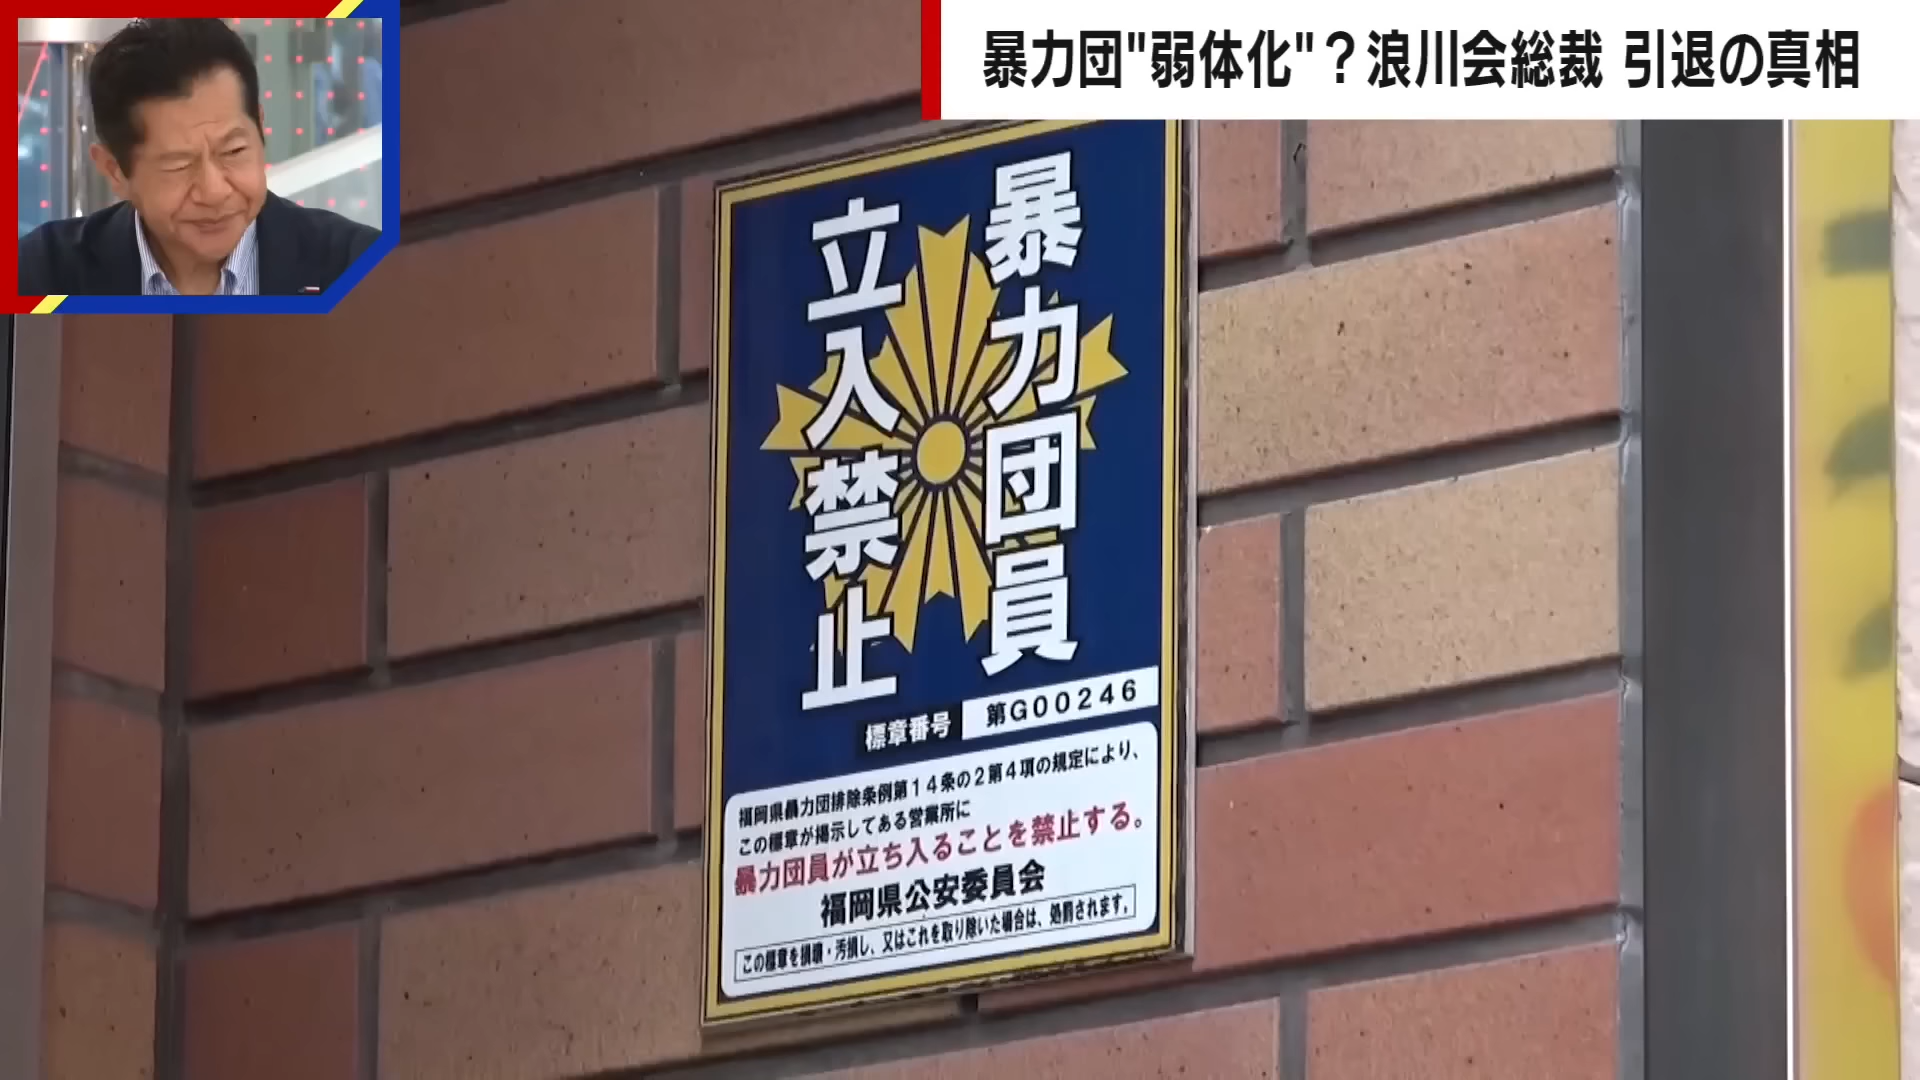 暴力団"弱体化"？浪川会総裁 引退の真相
暴力団員
立入禁止
標章番号 第G00246
福岡県暴力団排除条例第14条の2第4項の規定により、
この標章が掲示してある営業所に
暴力団員が立ち入ることを禁止する。
福岡県公安委員会
この標章を損壊・汚損し、又はこれを取り除いた場合は、処罰されます。